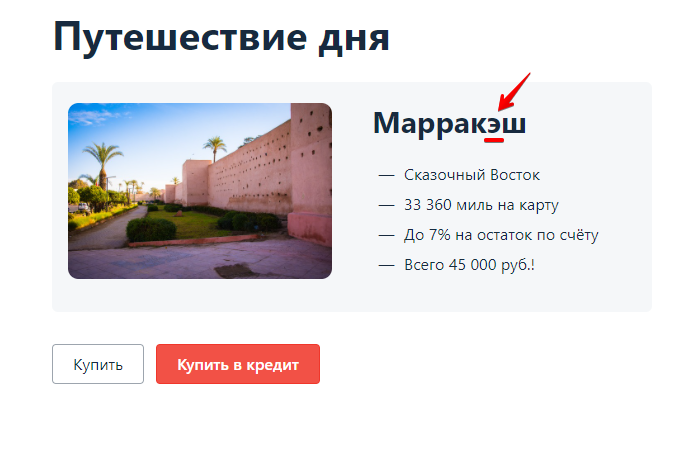 Путешествие дня
Марракэш
— Сказочный Восток
— 33 360 миль на карту
— До 7% на остаток по счёту
— Всего 45 000 руб.!
Купить
Купить в кредит